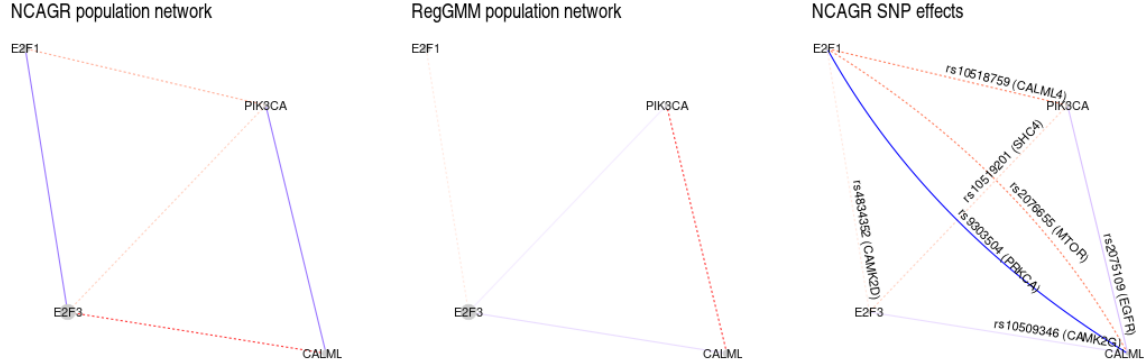 NCAGR population network
E2F1
PIK3CA
E2F3
CALML
RegGMM population network
E2F1
PIK3CA
E2F3
CALML
NCAGR SNP effects
E2F1
rs10518759 (CALML4)
PIK3CA
rs10519201 (SHC4)
rs2076655 (MTOR)
rs4834352 (CAMK2D)
rs9303504 (PRKCA)
rs2075109 (EGFR)
E2F3
rs10509346 (CAMK2G)
CALML